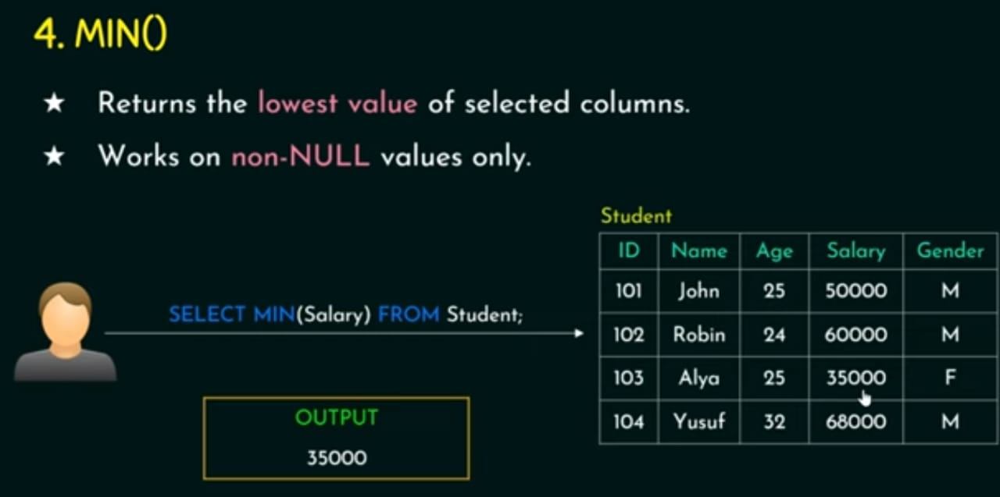 4. MIN()
★ Returns the lowest value of selected columns.
★ Works on non-NULL values only.
Student
ID Name Age Salary Gender
101 John 25 50000 M
102 Robin 24 60000 M
103 Alya 25 35000 F
104 Yusuf 32 68000 M
SELECT MIN(Salary) FROM Student;
OUTPUT
35000